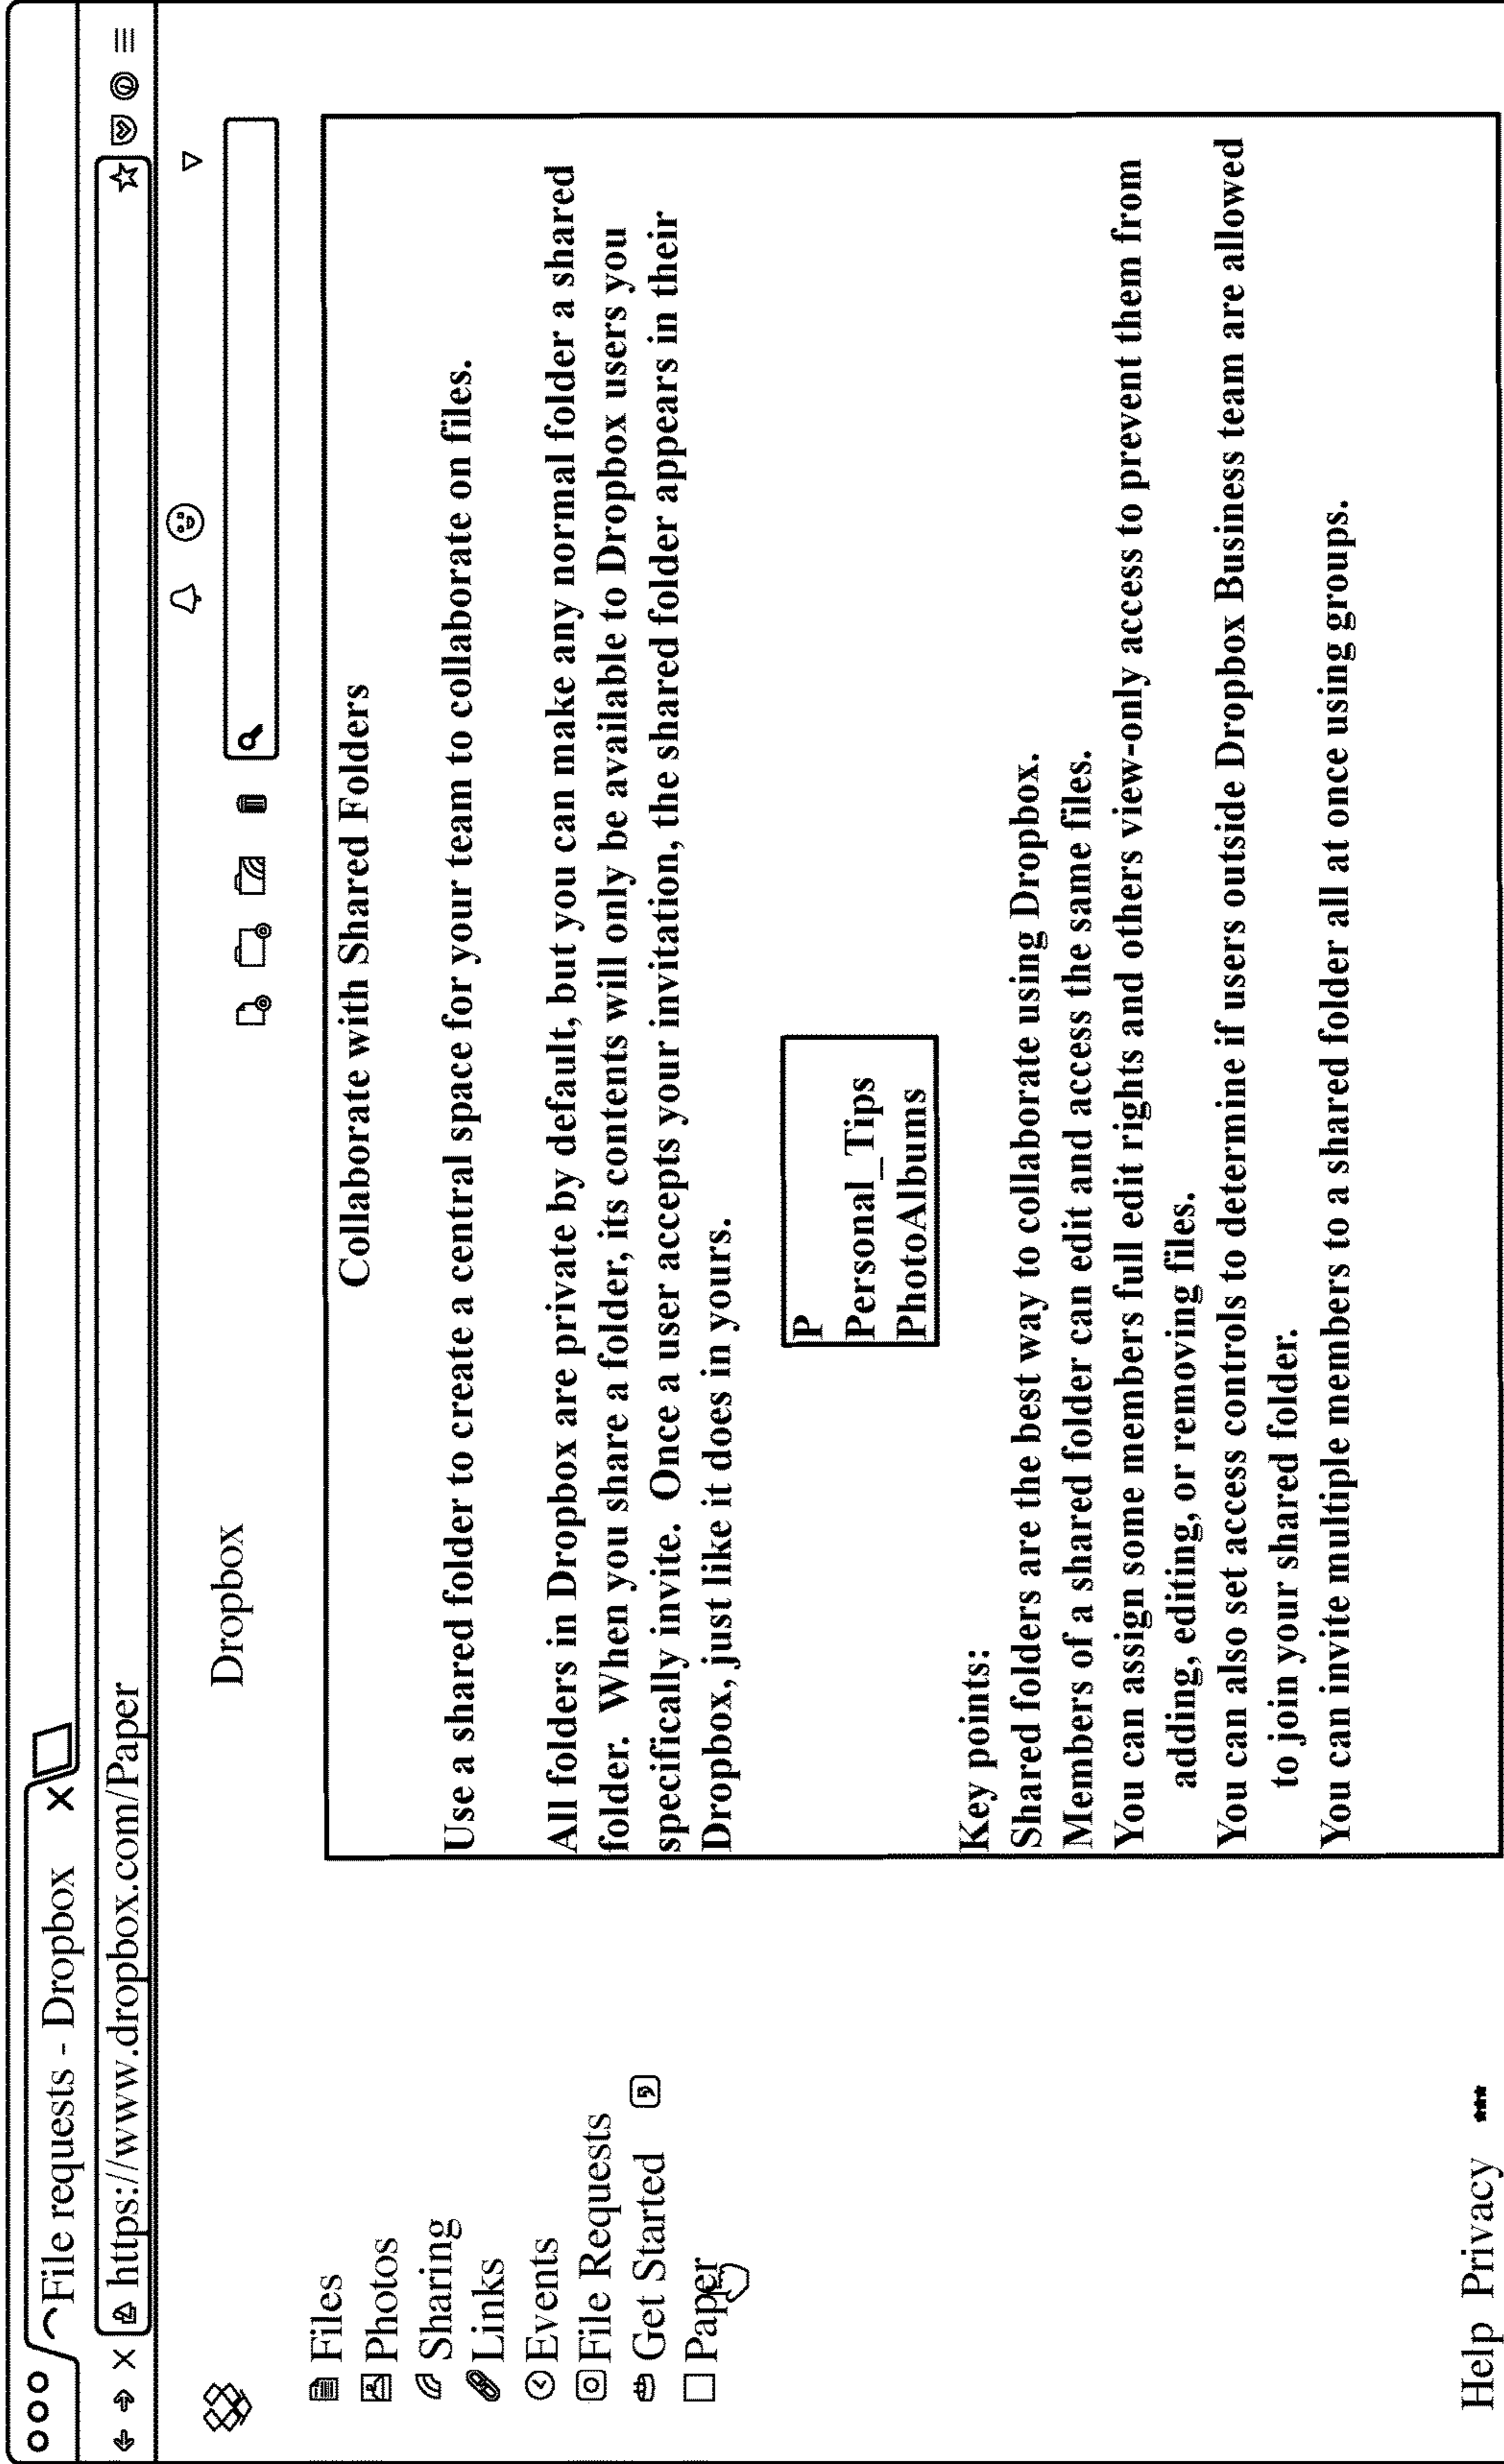 File requests - Dropbox X
https://www.dropbox.com/Paper
Dropbox
Files
Photos
Sharing
Links
Events
File Requests
Get Started
Paper
Collaborate with Shared Folders
Use a shared folder to create a central space for your team to collaborate on files.
All folders in Dropbox are private by default, but you can make any normal folder a shared
folder. When you share a folder, its contents will only be available to Dropbox users you
specifically invite. Once a user accepts your invitation, the shared folder appears in their
Dropbox, just like it does in yours.
P
Personal_Tips
PhotoAlbums
Key points:
Shared folders are the best way to collaborate using Dropbox.
Members of a shared folder can edit and access the same files.
You can assign some members full edit rights and others view-only access to prevent them from
adding, editing, or removing files.
You can also set access controls to determine if users outside Dropbox Business team are allowed
to join your shared folder.
You can invite multiple members to a shared folder all at once using groups.
Help Privacy